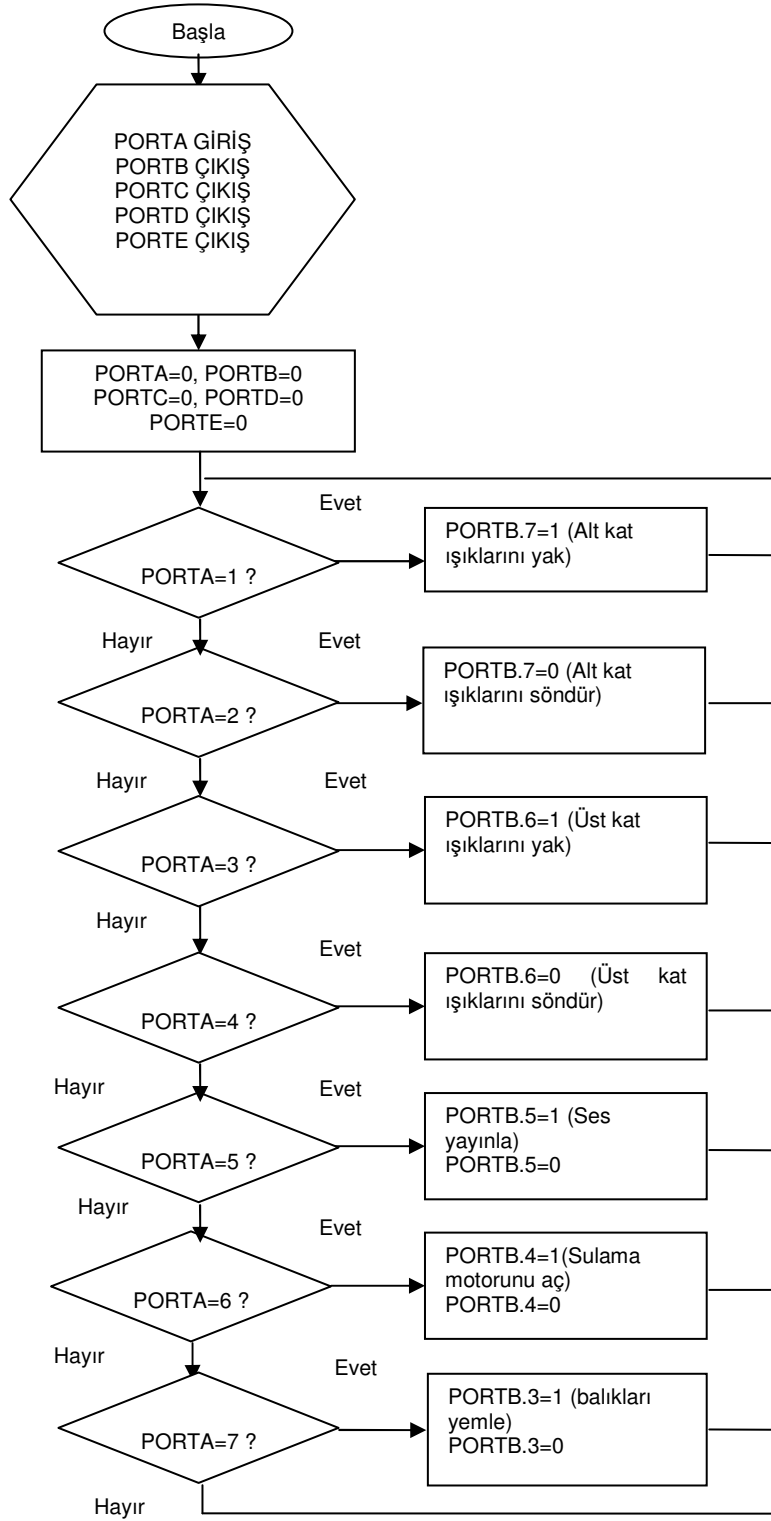 Başla
PORTA GİRİŞ
PORTB ÇIKIŞ
PORTC ÇIKIŞ
PORTD ÇIKIŞ
PORTE ÇIKIŞ
PORTA=0, PORTB=0
PORTC=0, PORTD=0
PORTE=0
Evet
PORTA=1 ?
PORTB.7=1 (Alt kat
ışıklarını yak)
Hayır
Evet
PORTA=2 ?
PORTB.7=0 (Alt kat
ışıklarını söndür)
Hayır
Evet
PORTA=3 ?
PORTB.6=1 (Üst kat
ışıklarını yak)
Hayır
Evet
PORTA=4 ?
PORTB.6=0 (Üst kat
ışıklarını söndür)
Hayır
Evet
PORTA=5 ?
PORTB.5=1 (Ses
yayınla)
PORTB.5=0
Hayır
Evet
PORTA=6 ?
PORTB.4=1(Sulama
motorunu aç)
PORTB.4=0
Hayır
Evet
PORTA=7 ?
PORTB.3=1 (balıkları
yemle)
PORTB.3=0
Hayır